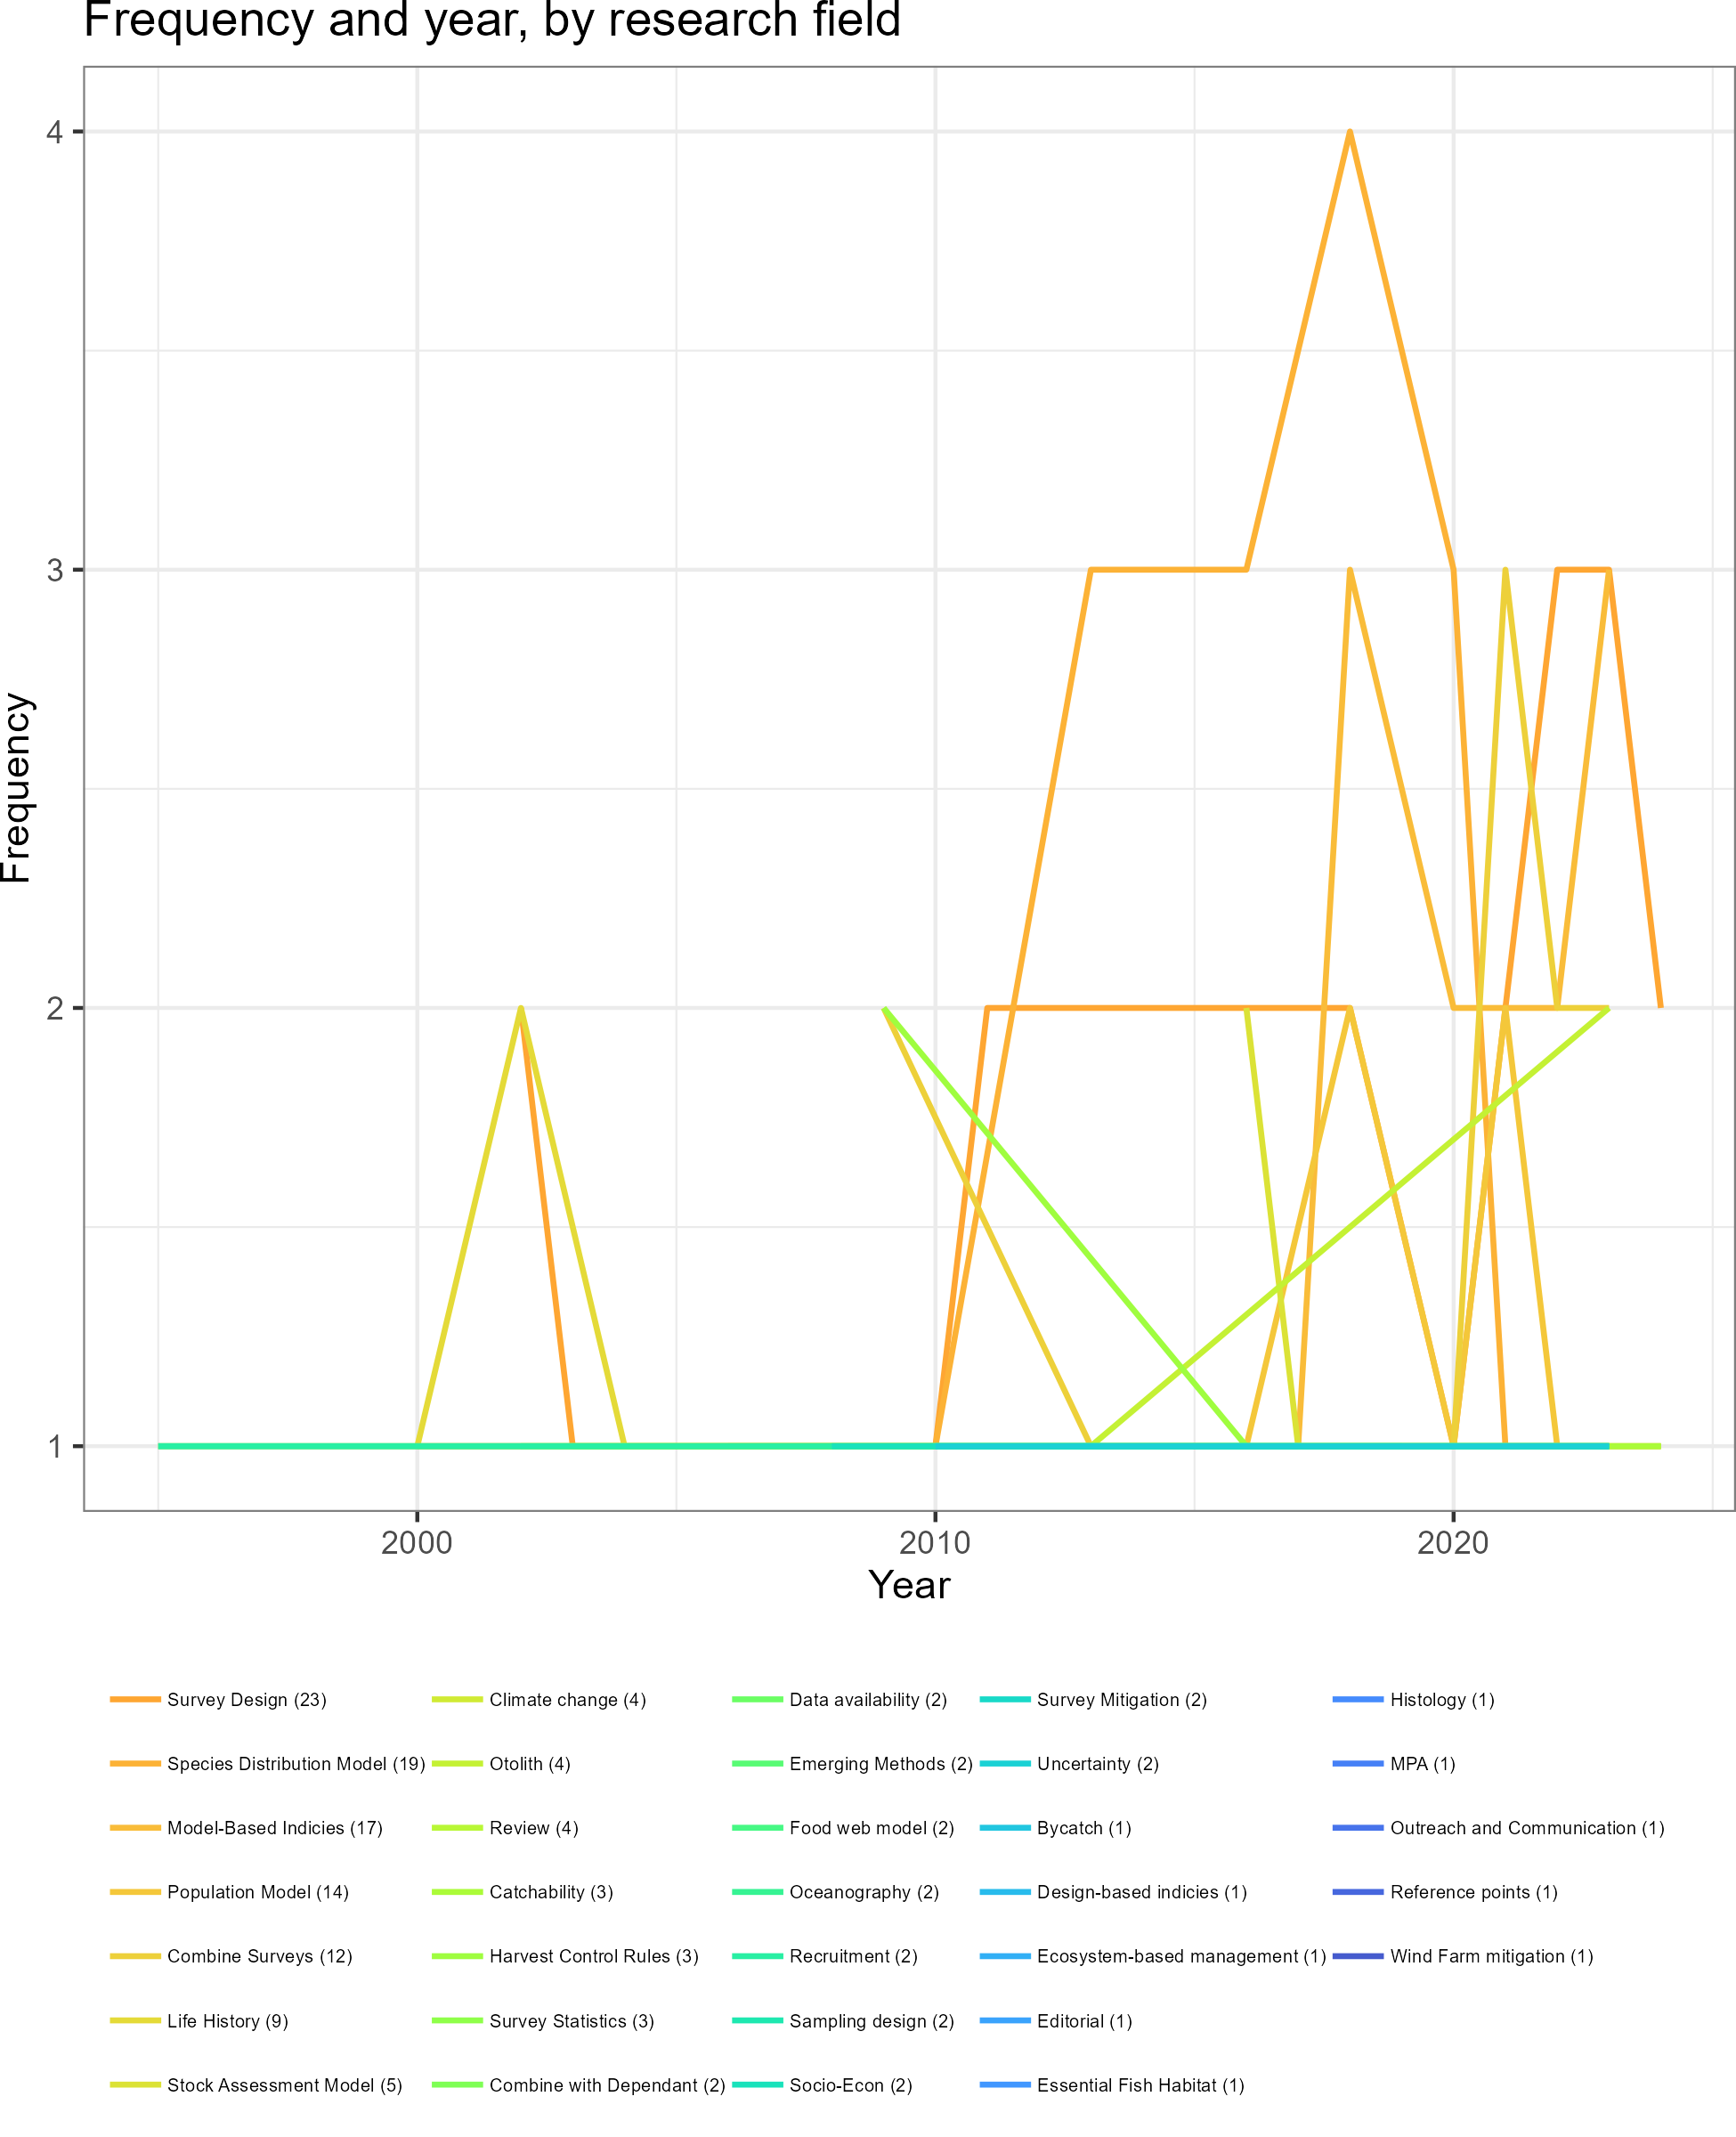 Frequency and year, by research field
4
3
2
1
Frequency
2000 2010 2020
Year
Survey Design (23) Climate change (4) Data availability (2) Survey Mitigation (2) Histology (1)
Species Distribution Model (19) Otolith (4) Emerging Methods (2) Uncertainty (2) MPA (1)
Model-Based Indicies (17) Review (4) Food web model (2) Bycatch (1) Outreach and Communication (1)
Population Model (14) Catchability (3) Oceanography (2) Design-based indicies (1) Reference points (1)
Combine Surveys (12) Harvest Control Rules (3) Recruitment (2) Ecosystem-based management (1) Wind Farm mitigation (1)
Life History (9) Survey Statistics (3) Sampling design (2) Editorial (1)
Stock Assessment Model (5) Combine with Dependant (2) Socio-Econ (2) Essential Fish Habitat (1)